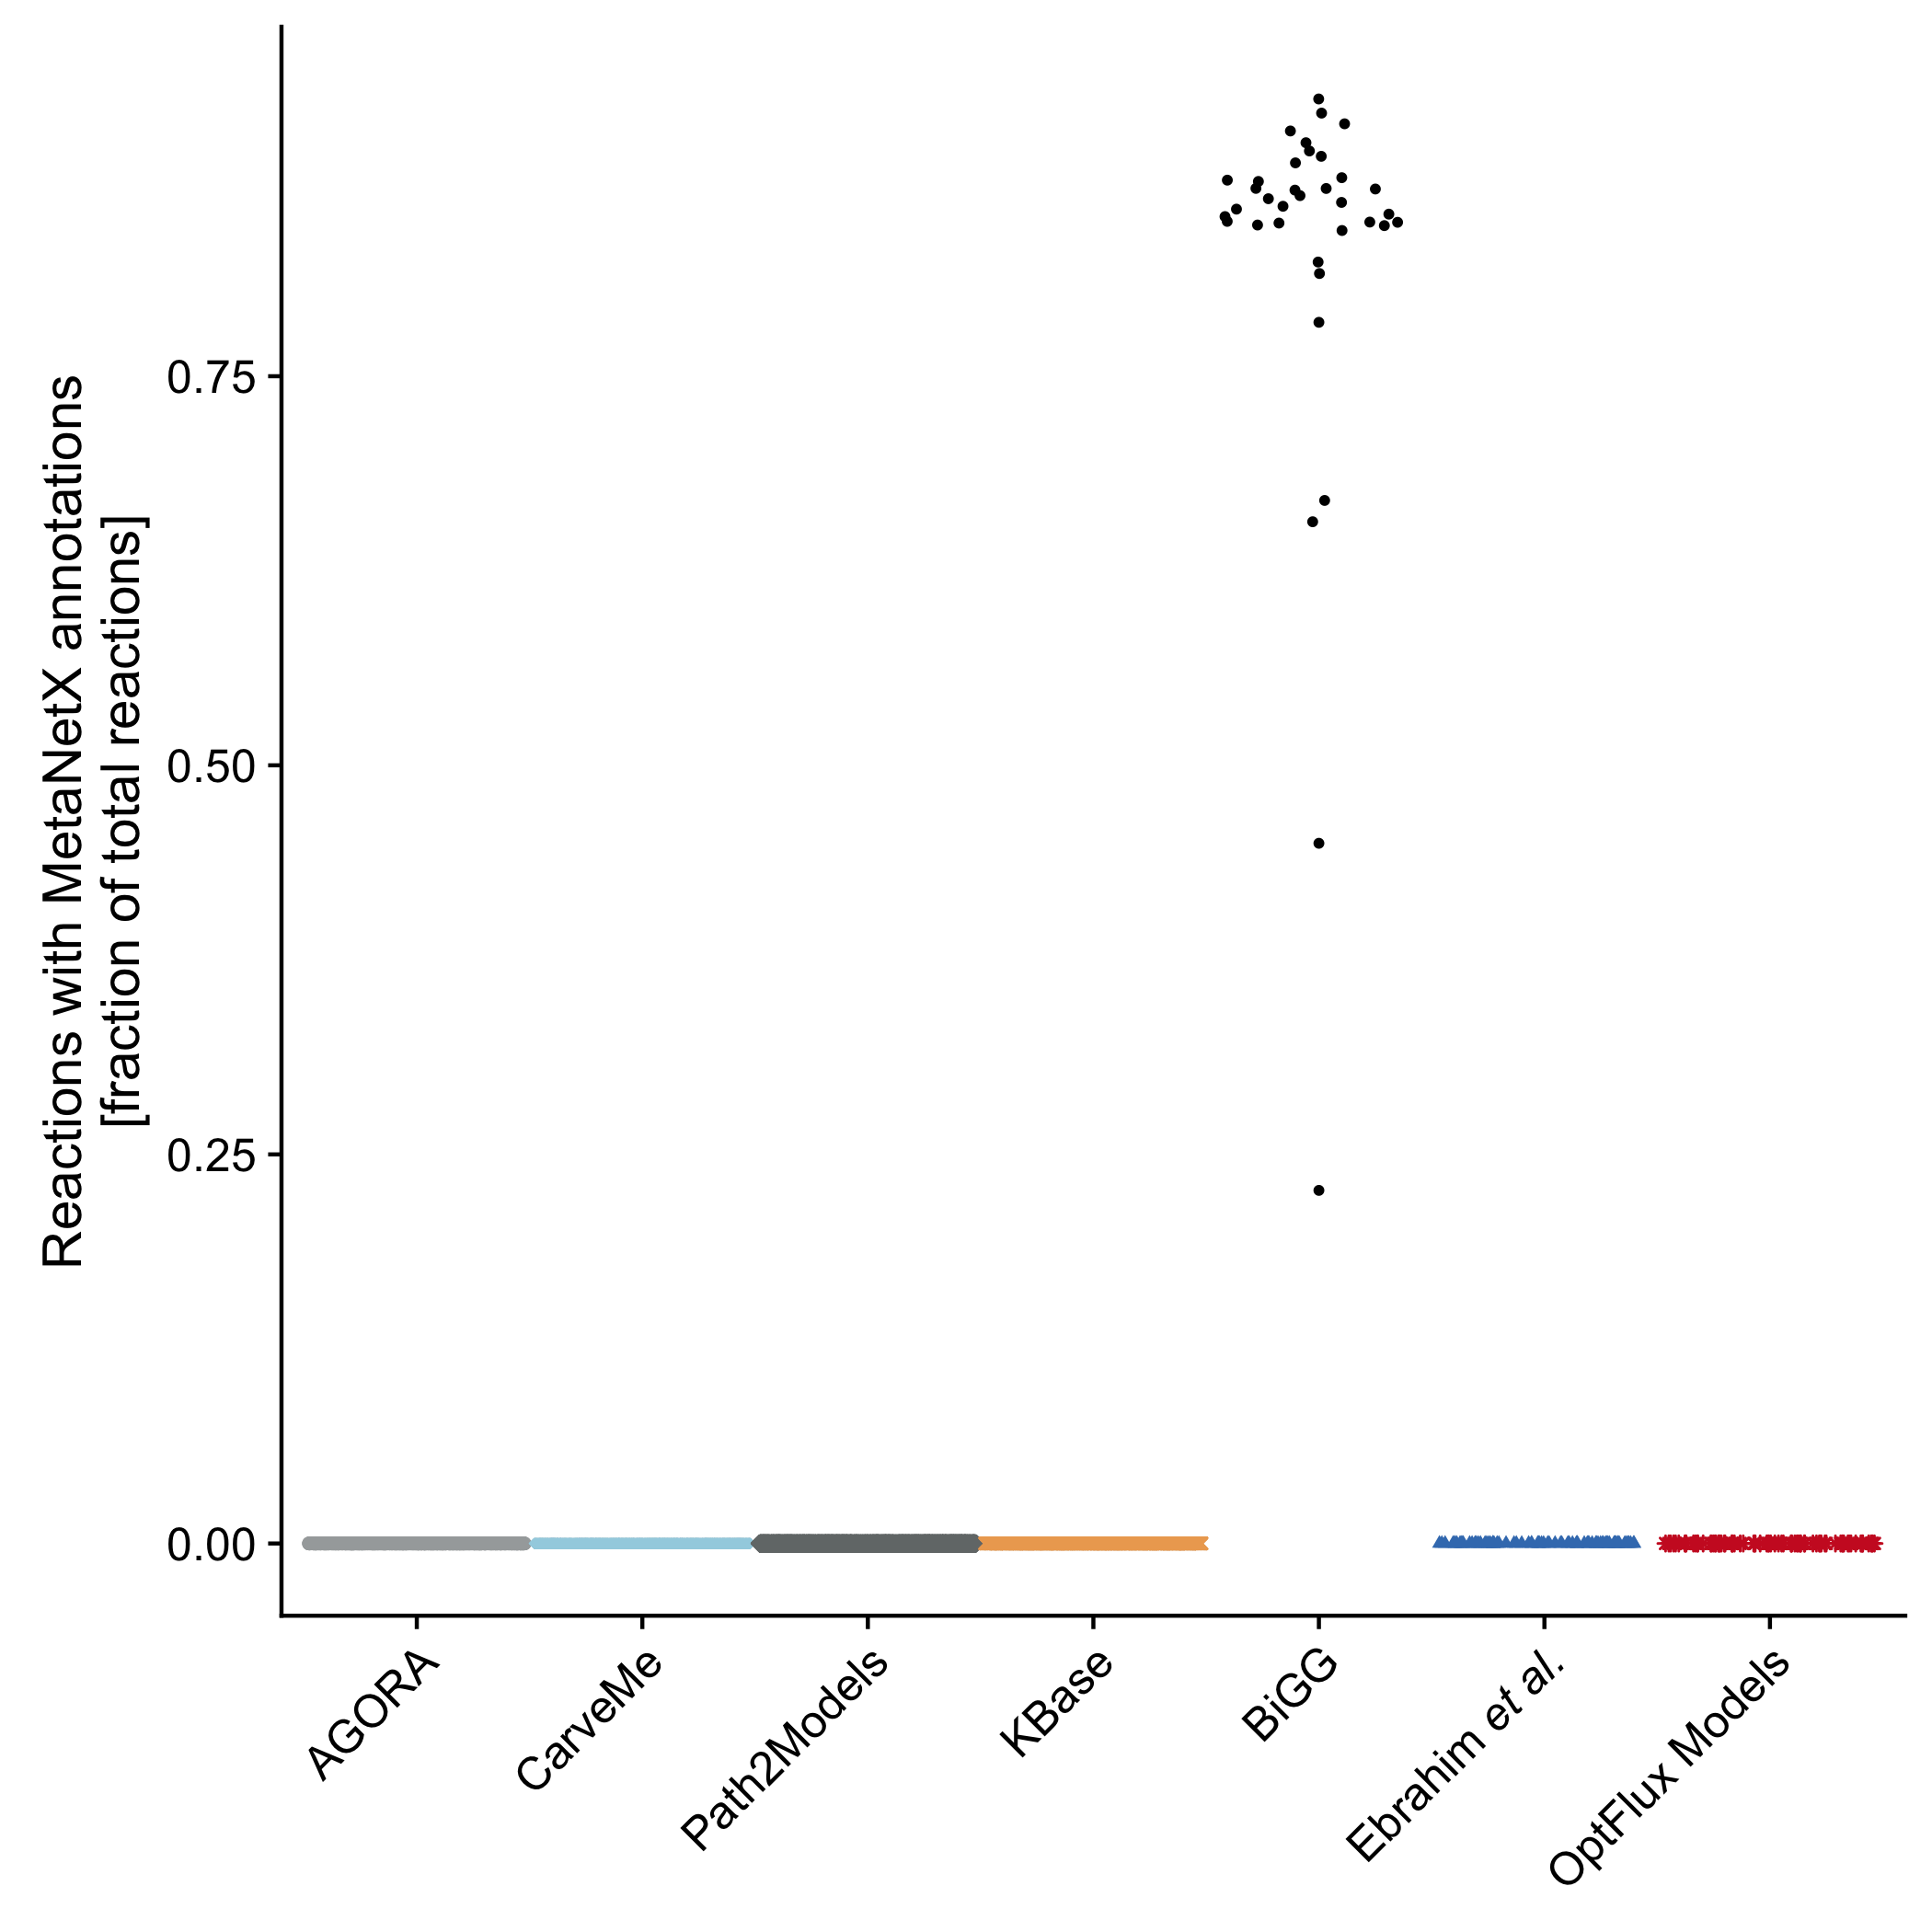 Reactions with MetaNetX annotations
[fraction of total reactions]
0.75
0.50
0.25
0.00
AGORA
CarveMe
Path2Models
KBase
BiGG
Ebrahim et al.
OptFlux Models